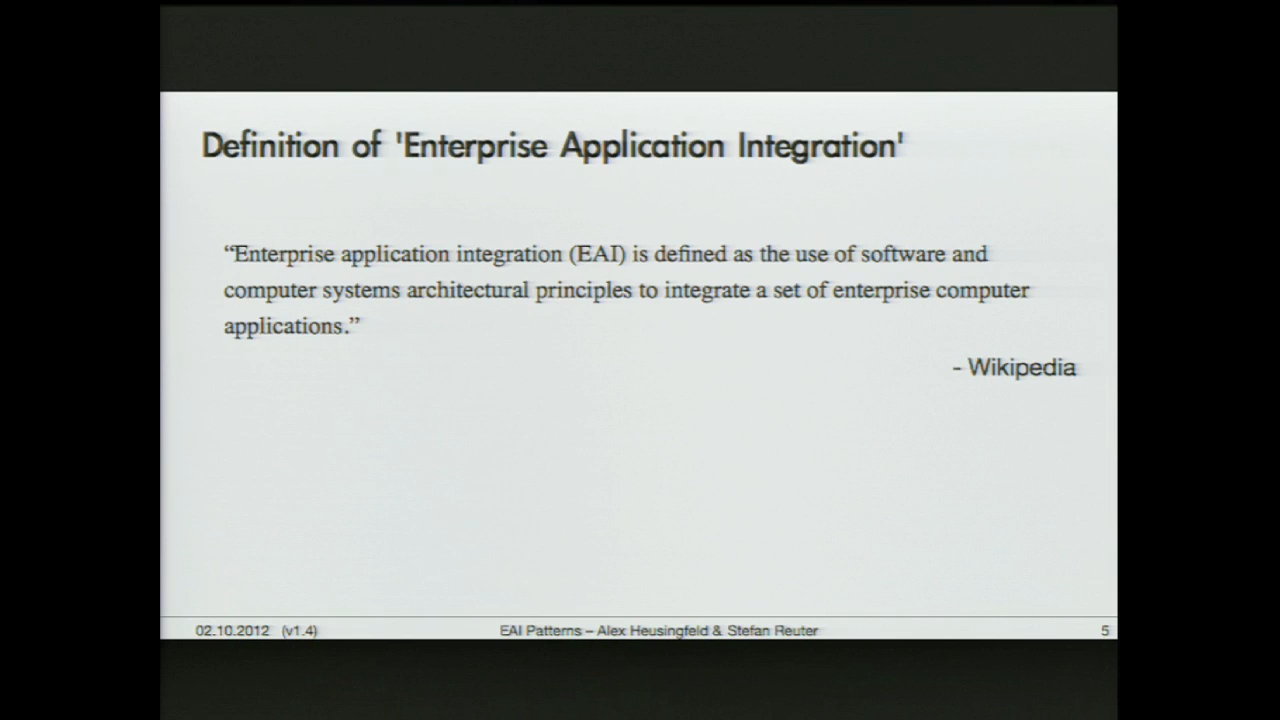 Definition of 'Enterprise Application Integration'
“Enterprise application integration (EAI) is defined as the use of software and
computer systems architectural principles to integrate a set of enterprise computer
applications.”
- Wikipedia
02.10.2012 (v1.4)
EAI Patterns – Alex Heusingfeld & Stefan Reuter
5